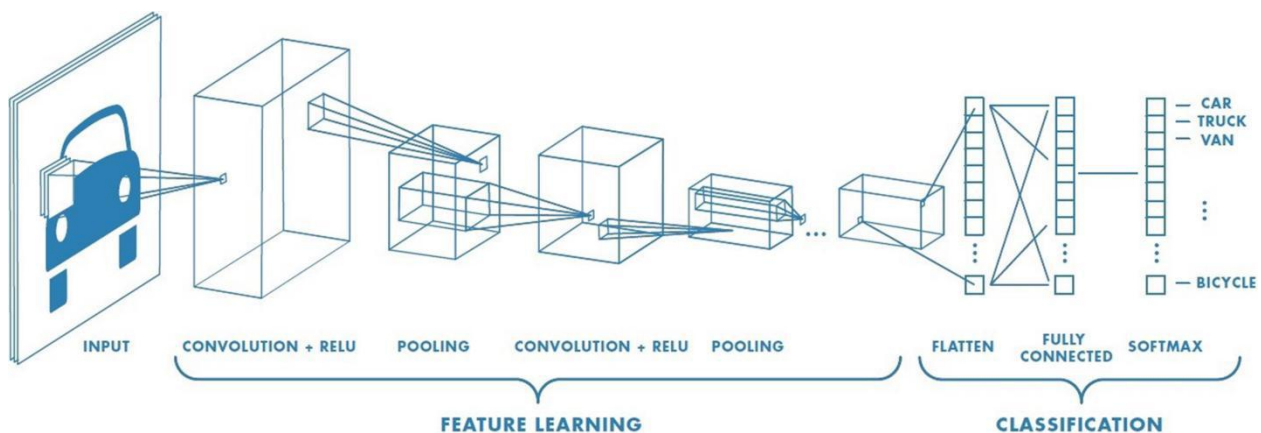 CAR
TRUCK
VAN
BICYCLE
INPUT
CONVOLUTION + RELU
POOLING
CONVOLUTION + RELU
POOLING
FLATTEN
FULLY
CONNECTED
SOFTMAX
FEATURE LEARNING
CLASSIFICATION